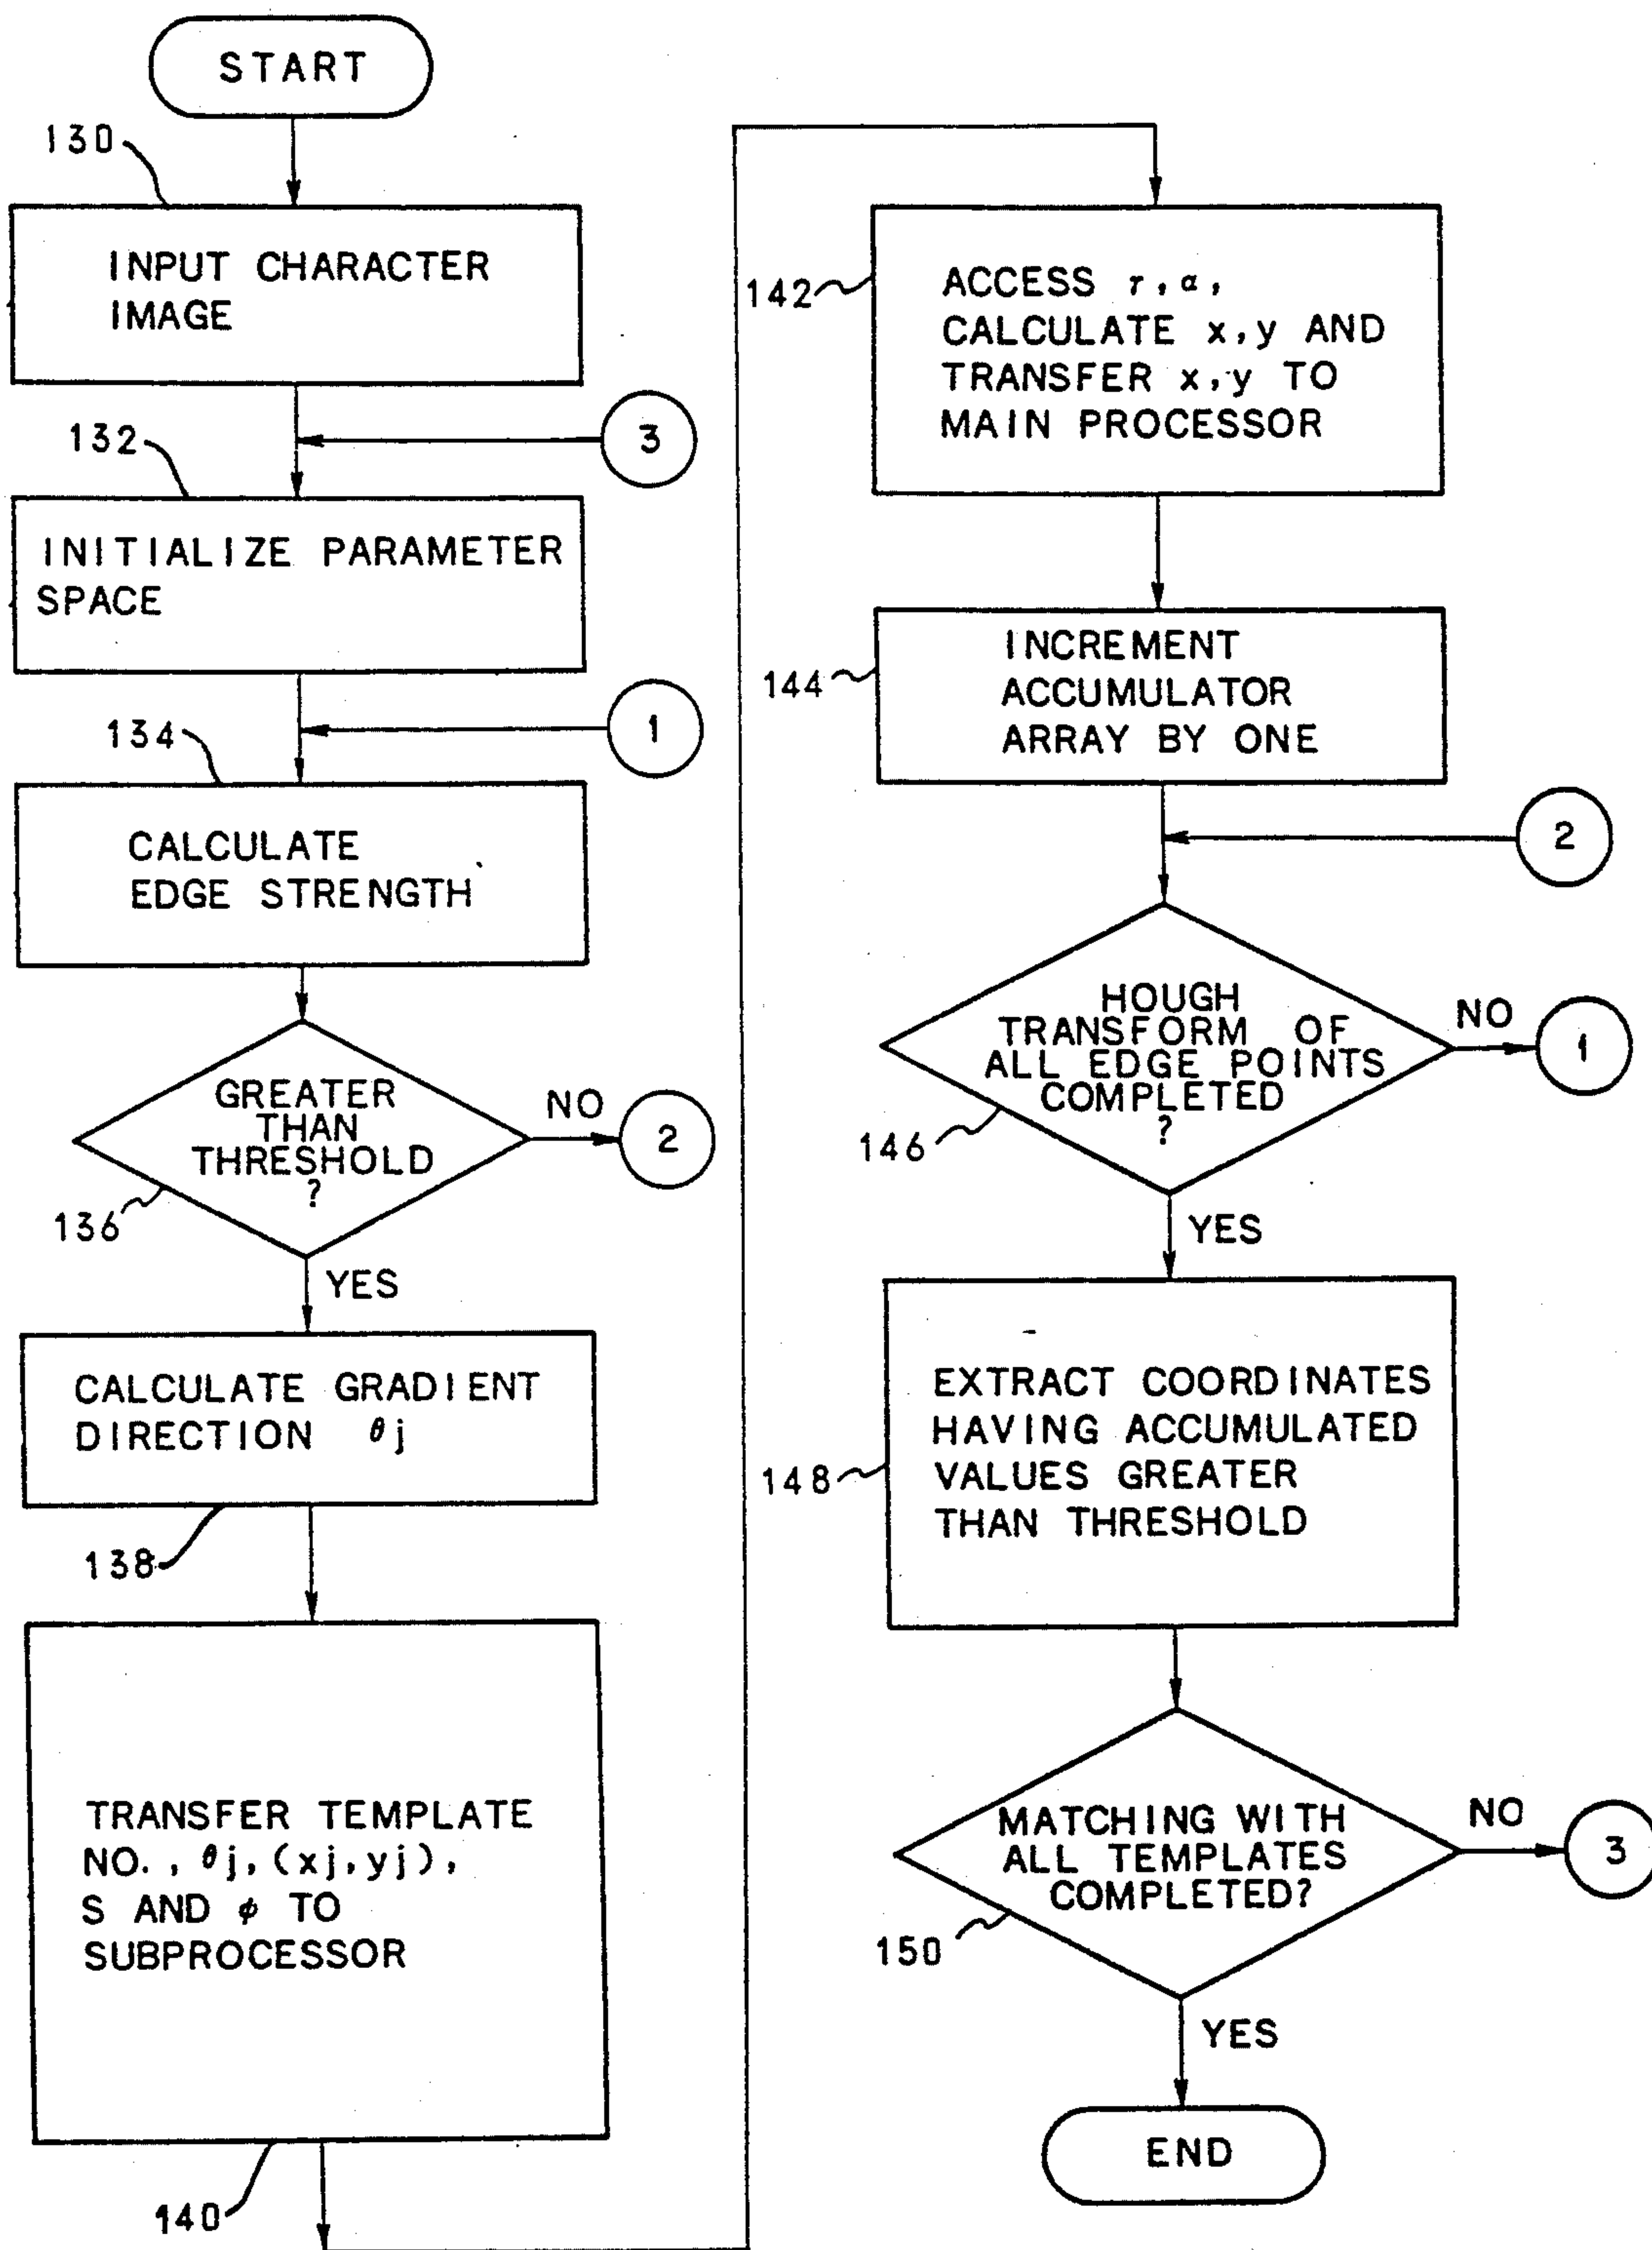 START
130
INPUT CHARACTER
IMAGE
3
132
INITIALIZE PARAMETER
SPACE
1
134
CALCULATE
EDGE STRENGTH
GREATER
THAN
THRESHOLD
?
NO
2
136
YES
CALCULATE GRADIENT
DIRECTION θj
138
TRANSFER TEMPLATE
NO., θj, (xj, yj),
S AND ϕ TO
SUBPROCESSOR
140
142
ACCESS r, α,
CALCULATE x, y AND
TRANSFER x, y TO
MAIN PROCESSOR
144
INCREMENT
ACCUMULATOR
ARRAY BY ONE
2
HOUGH
TRANSFORM OF
ALL EDGE POINTS
COMPLETED
?
NO
1
146
YES
148
EXTRACT COORDINATES
HAVING ACCUMULATED
VALUES GREATER
THAN THRESHOLD
MATCHING WITH
ALL TEMPLATES
COMPLETED?
NO
3
150
YES
END